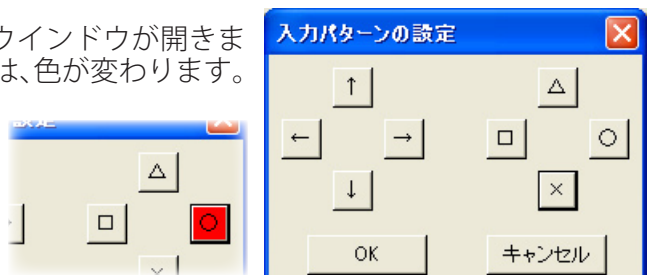 ウインドウが開きま
は、色が変わります。
設定
△
□ ○
×
入力パターンの設定
↑ △
← → □ ○
↓ ×
OK キャンセル